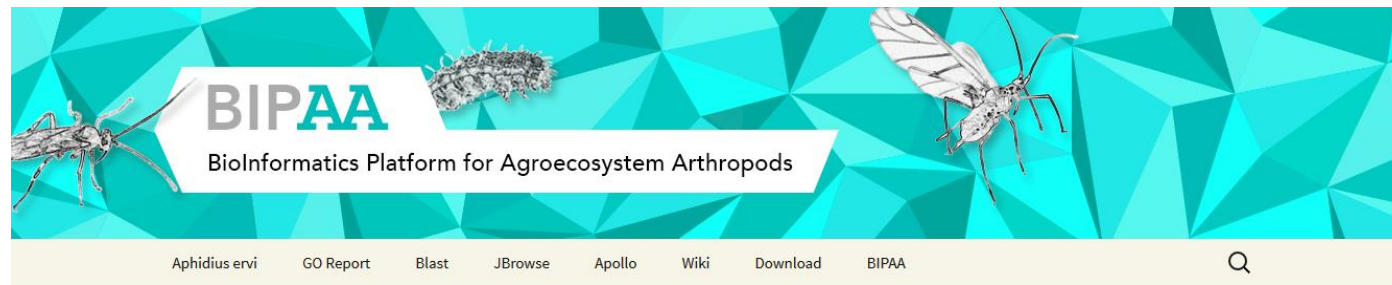 BIPAA
BioInformatics Platform for Agroecosystem Arthropods
Aphidius ervi GO Report Blast JBrowse Apollo Wiki Download BIPAA